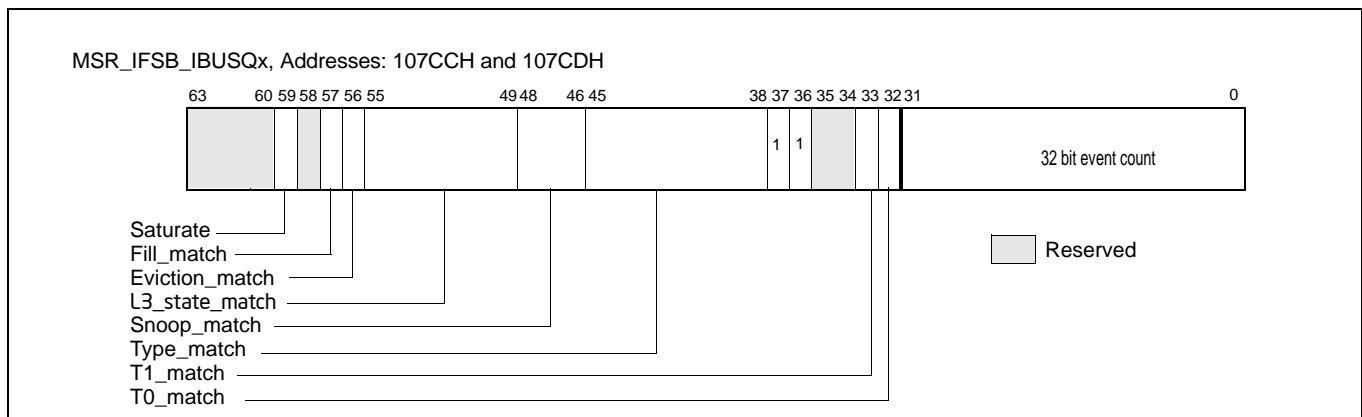 MSR_IFSB_IBUSQx, Addresses: 107CCH and 107CDH
63 60 59 58 57 56 55 49 48 46 45 38 37 36 35 34 33 32 31 0
1 1 32 bit event count
Saturate
Fill_match
Eviction_match
L3_state_match
Snoop_match
Type_match
T1_match
T0_match
Reserved